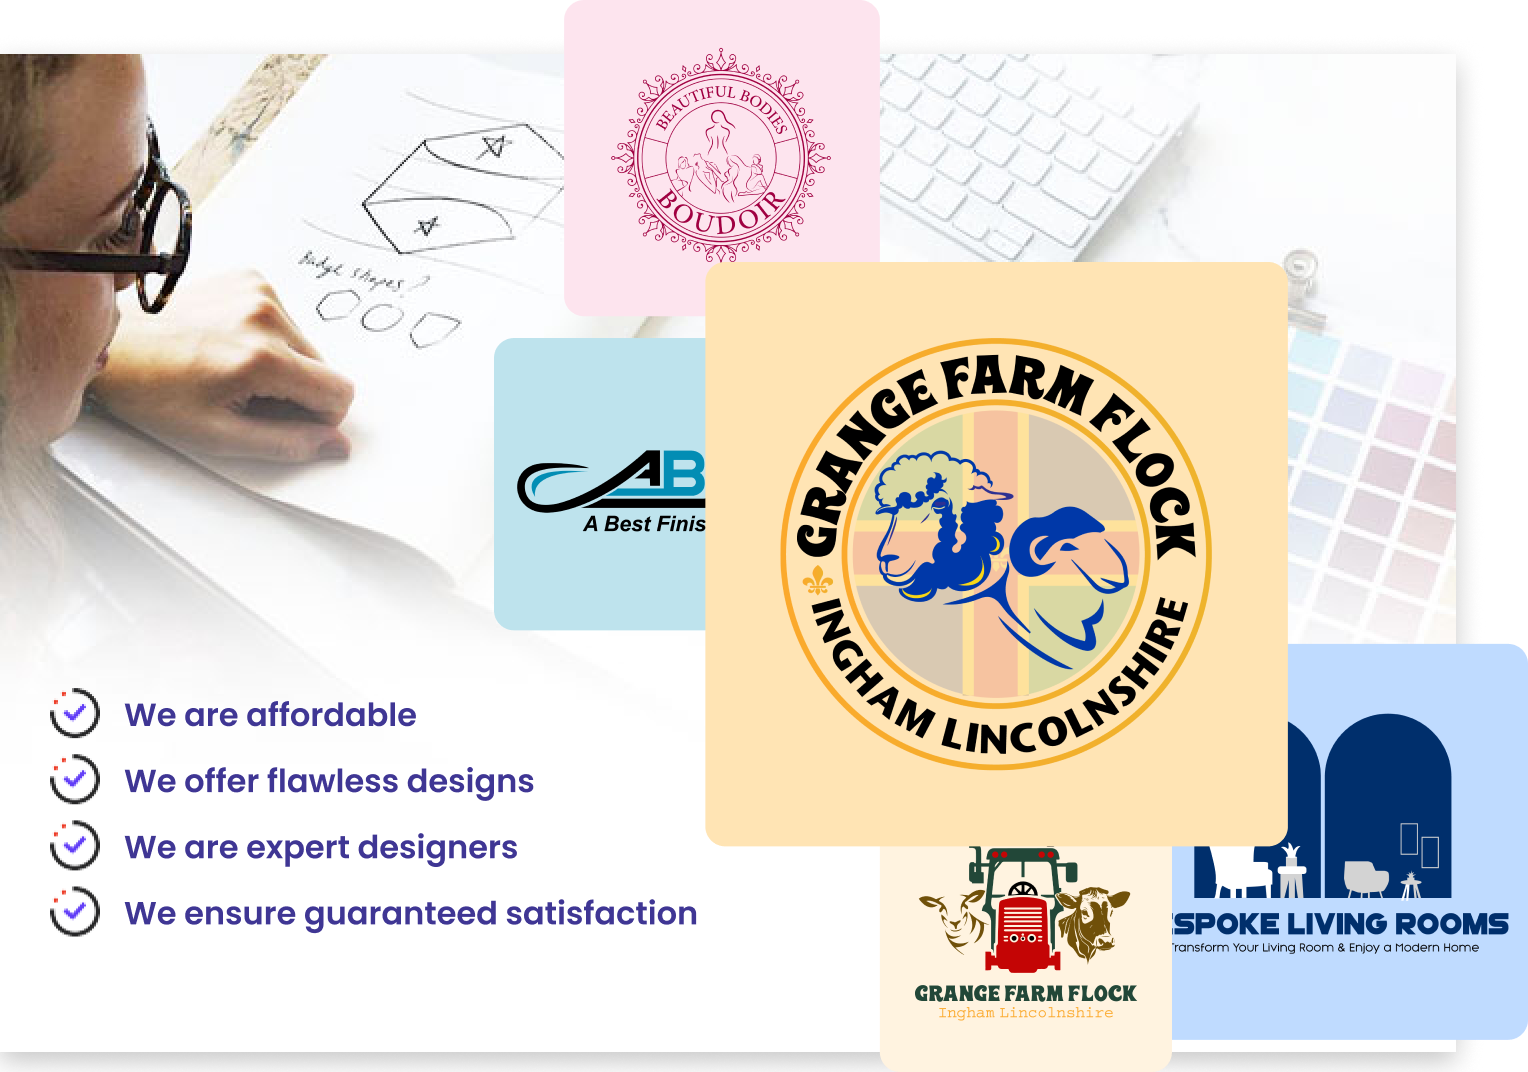 BEAUTIFUL BODIES
BOUDOIR
Badge shapes?
AB
A Best Finis
GRANGE FARM FLOCK
INGHAM LINCOLNSHIRE
We are affordable
We offer flawless designs
We are expert designers
We ensure guaranteed satisfaction
GRANGE FARM FLOCK
Ingham Lincolnshire
ESPOKE LIVING ROOMS
Transform Your Living Room & Enjoy a Modern Home